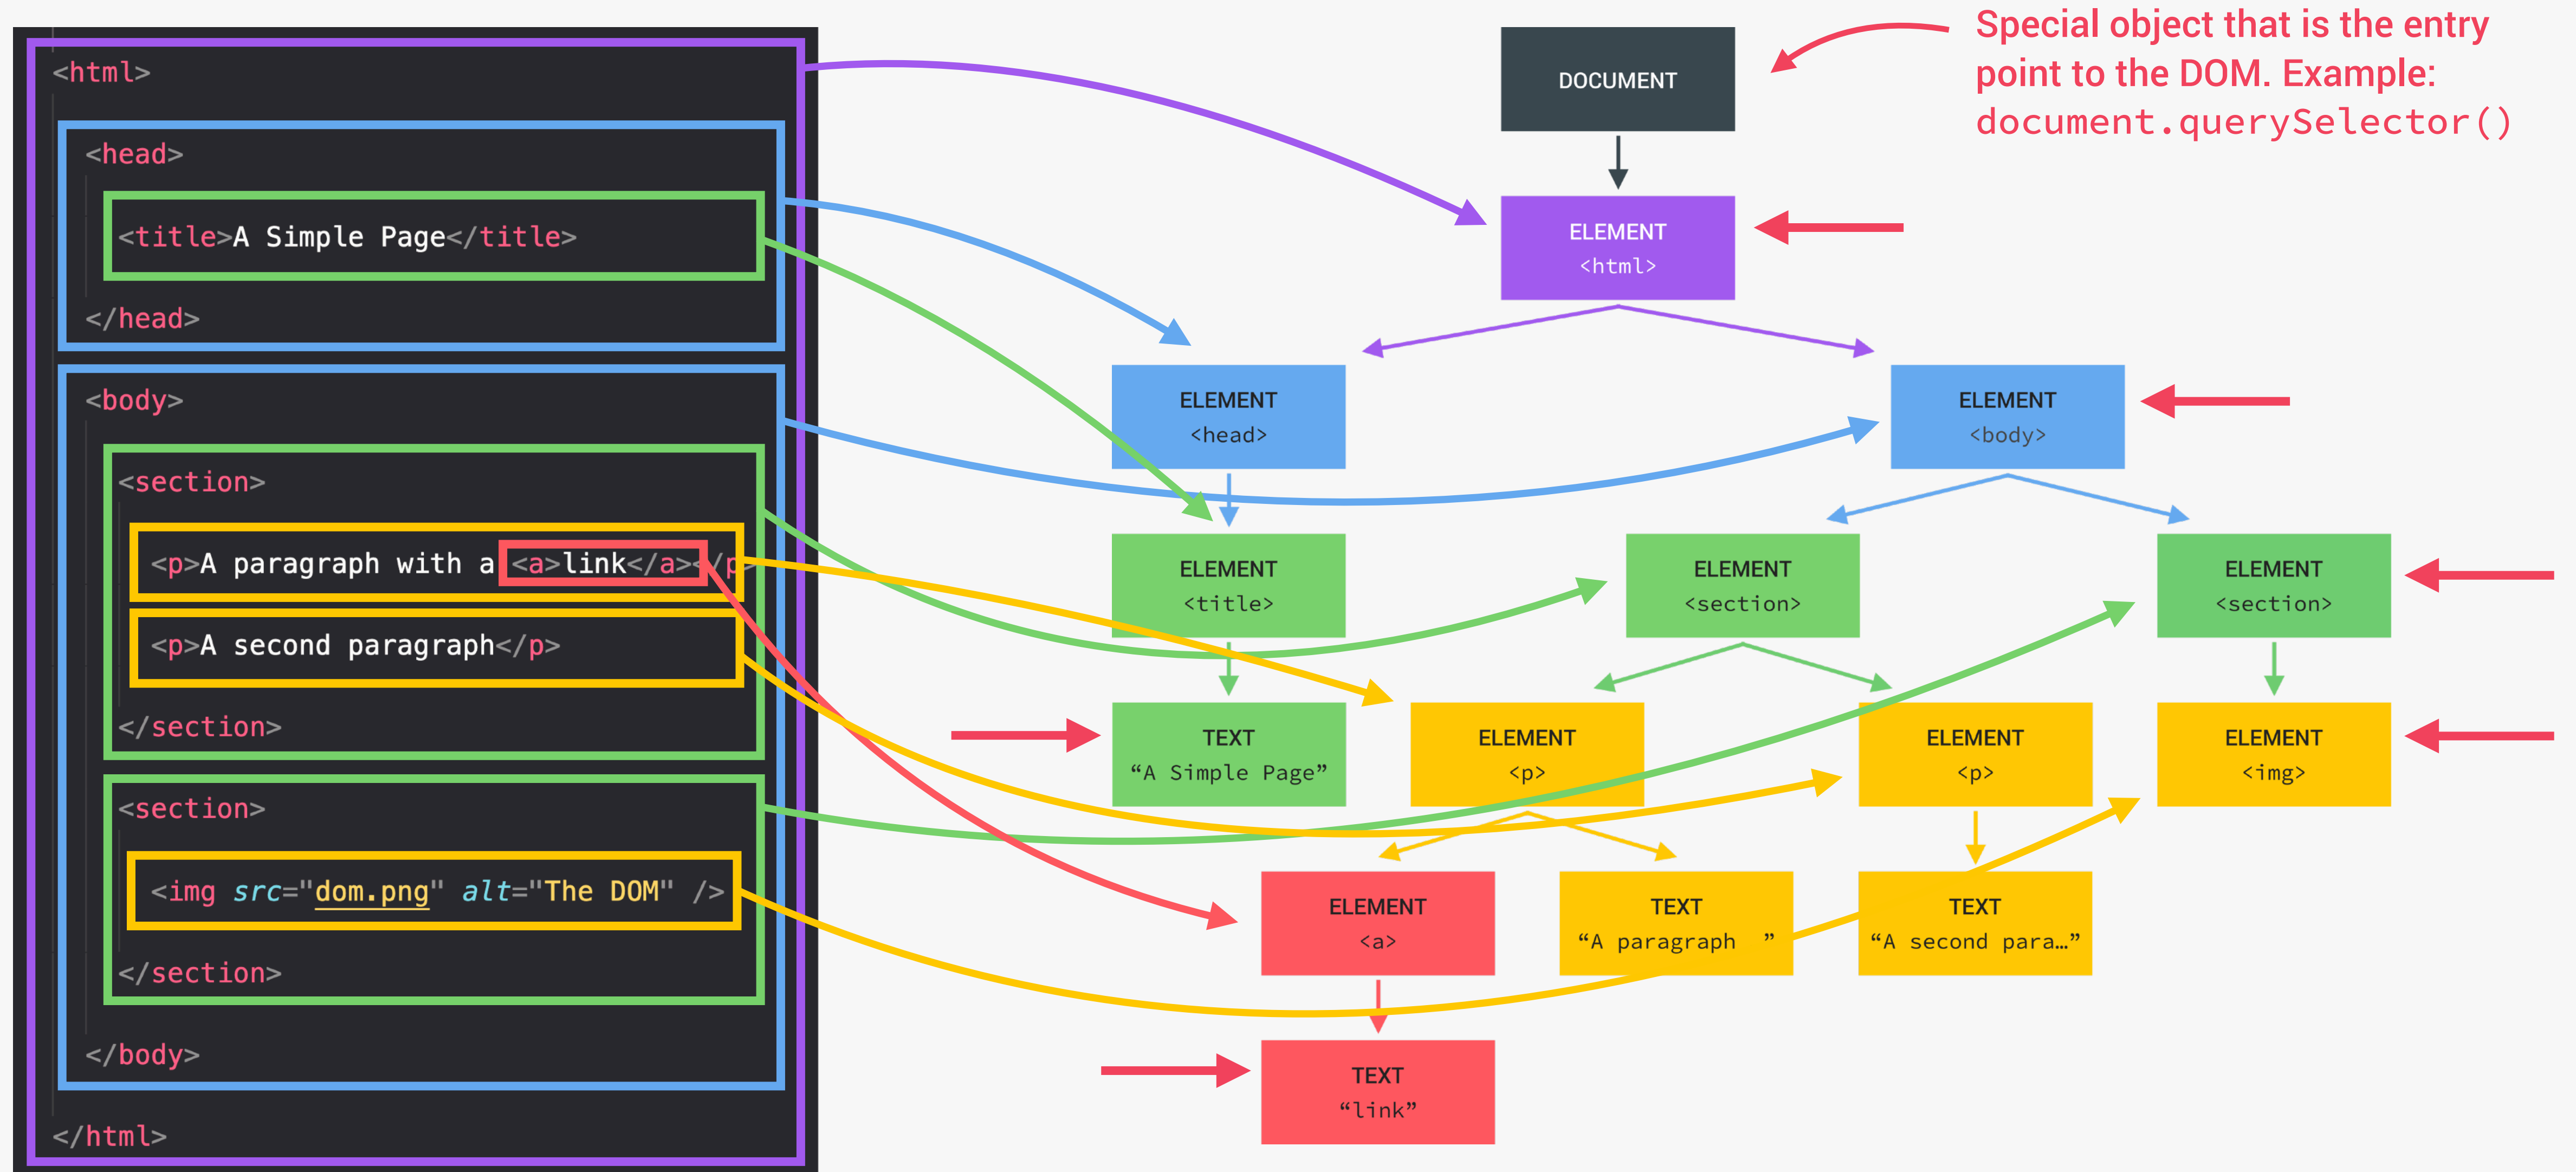 <html>
<head>
<title>A Simple Page</title>
</head>
<body>
<section>
<p>A paragraph with a <a>link</a></p>
<p>A second paragraph</p>
</section>
<section>
<img src="dom.png" alt="The DOM" />
</section>
</body>
</html>
Special object that is the entry
point to the DOM. Example:
document.querySelector()
DOCUMENT
ELEMENT
<html>
ELEMENT
<head>
ELEMENT
<body>
ELEMENT
<title>
ELEMENT
<section>
ELEMENT
<section>
TEXT
“A Simple Page”
ELEMENT
<p>
ELEMENT
<p>
ELEMENT
<img>
ELEMENT
<a>
TEXT
“A paragraph ”
TEXT
“A second para…”
TEXT
“link”